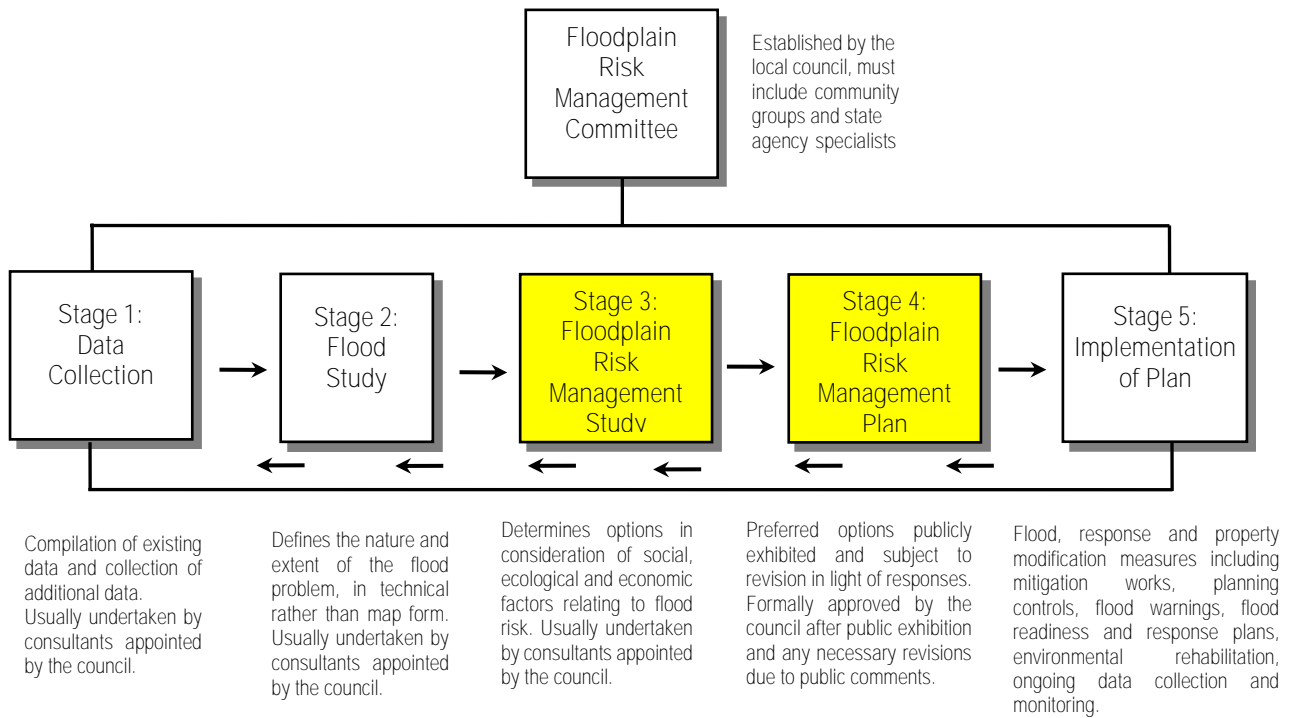 Floodplain
Risk
Management
Committee
Established by the
local council, must
include community
groups and state
agency specialists
Stage 1:
Data
Collection
Stage 2:
Flood
Study
Stage 3:
Floodplain
Risk
Management
Study
Stage 4:
Floodplain
Risk
Management
Plan
Stage 5:
Implementation
of Plan
Compilation of existing
data and collection of
additional data.
Usually undertaken by
consultants appointed
by the council.
Defines the nature and
extent of the flood
problem, in technical
rather than map form.
Usually undertaken by
consultants appointed
by the council.
Determines options in
consideration of social,
ecological and economic
factors relating to flood
risk. Usually undertaken
by consultants appointed
by the council.
Preferred options publicly
exhibited and subject to
revision in light of responses.
Formally approved by the
council after public exhibition
and any necessary revisions
due to public comments.
Flood, response and property
modification measures including
mitigation works, planning
controls, flood warnings, flood
readiness and response plans,
environmental rehabilitation,
ongoing data collection and
monitoring.